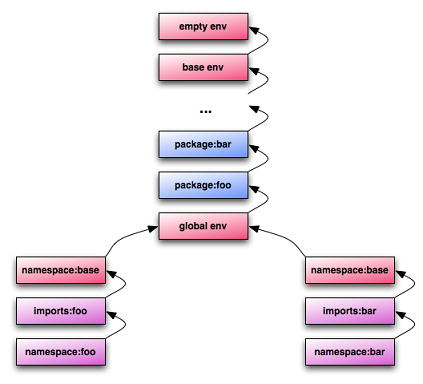 empty env
base env
...
package:bar
package:foo
global env
namespace:base
namespace:base
imports:foo
imports:bar
namespace:foo
namespace:bar